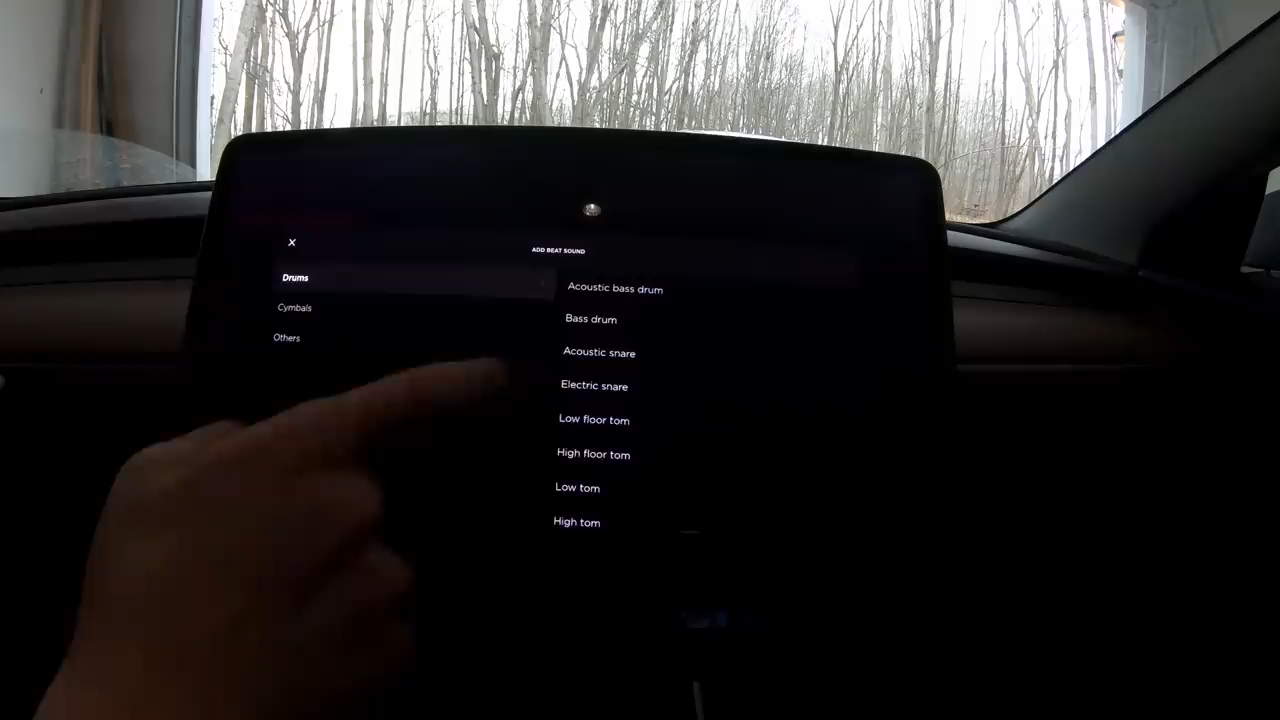 X
ADD BEAT SOUND
Drums
Cymbals
Others
Acoustic bass drum
Bass drum
Acoustic snare
Electric snare
Low floor tom
High floor tom
Low tom
High tom